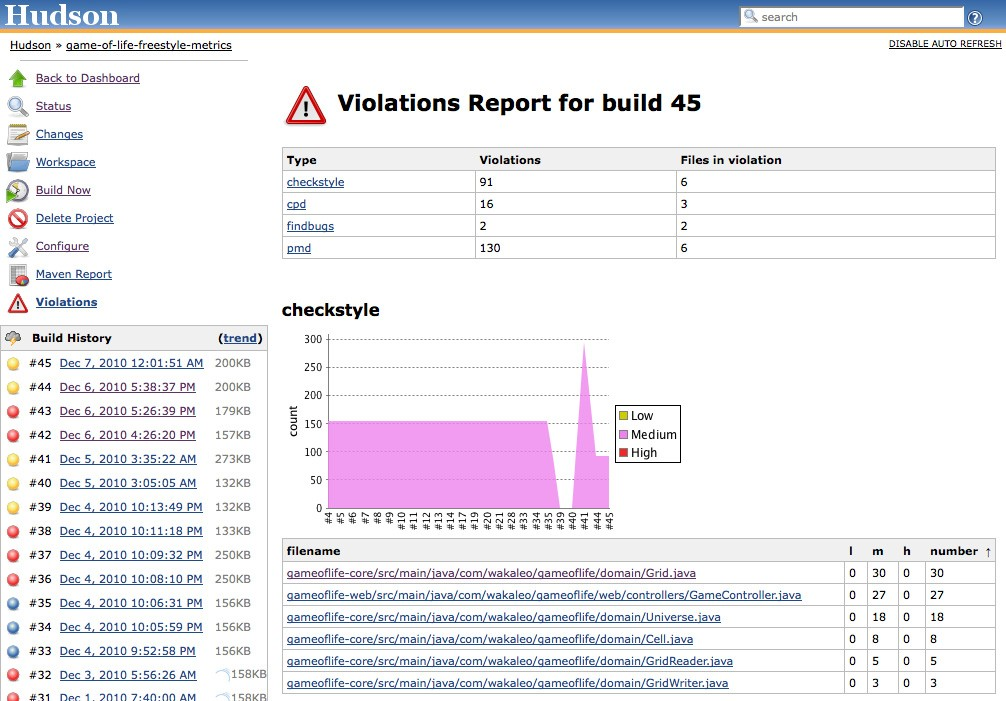 Hudson
search
Hudson » game-of-life-freestyle-metrics
DISABLE AUTO REFRESH
Back to Dashboard
Status
Changes
Workspace
Build Now
Delete Project
Configure
Maven Report
Violations
Build History (trend)
#45 Dec 7, 2010 12:01:51 AM 200KB
#44 Dec 6, 2010 5:38:37 PM 200KB
#43 Dec 6, 2010 5:26:39 PM 179KB
#42 Dec 6, 2010 4:26:20 PM 157KB
#41 Dec 5, 2010 3:35:22 AM 273KB
#40 Dec 5, 2010 3:05:05 AM 132KB
#39 Dec 4, 2010 10:13:49 PM 132KB
#38 Dec 4, 2010 10:11:18 PM 133KB
#37 Dec 4, 2010 10:09:32 PM 250KB
#36 Dec 4, 2010 10:08:10 PM 250KB
#35 Dec 4, 2010 10:06:31 PM 156KB
#34 Dec 4, 2010 10:05:59 PM 156KB
#33 Dec 4, 2010 9:52:58 PM 156KB
#32 Dec 3, 2010 5:56:26 AM 158KB
#31 Dec 1, 2010 7:40:00 AM 158KB
Violations Report for build 45
Type Violations Files in violation
checkstyle 91 6
cpd 16 3
findbugs 2 2
pmd 130 6
checkstyle
count
300
250
200
150
100
50
0
#4 #5 #6 #7 #8 #9 #10 #11 #12 #13 #14 #17 #19 #20 #21 #28 #33 #34 #35 #39 #40 #41 #44 #45
Low
Medium
High
filename l m h number ↑
gameoflife-core/src/main/java/com/wakaleo/gameoflife/domain/Grid.java 0 30 0 30
gameoflife-web/src/main/java/com/wakaleo/gameoflife/web/controllers/GameController.java 0 27 0 27
gameoflife-core/src/main/java/com/wakaleo/gameoflife/domain/Universe.java 0 18 0 18
gameoflife-core/src/main/java/com/wakaleo/gameoflife/domain/Cell.java 0 8 0 8
gameoflife-core/src/main/java/com/wakaleo/gameoflife/domain/GridReader.java 0 5 0 5
gameoflife-core/src/main/java/com/wakaleo/gameoflife/domain/GridWriter.java 0 3 0 3